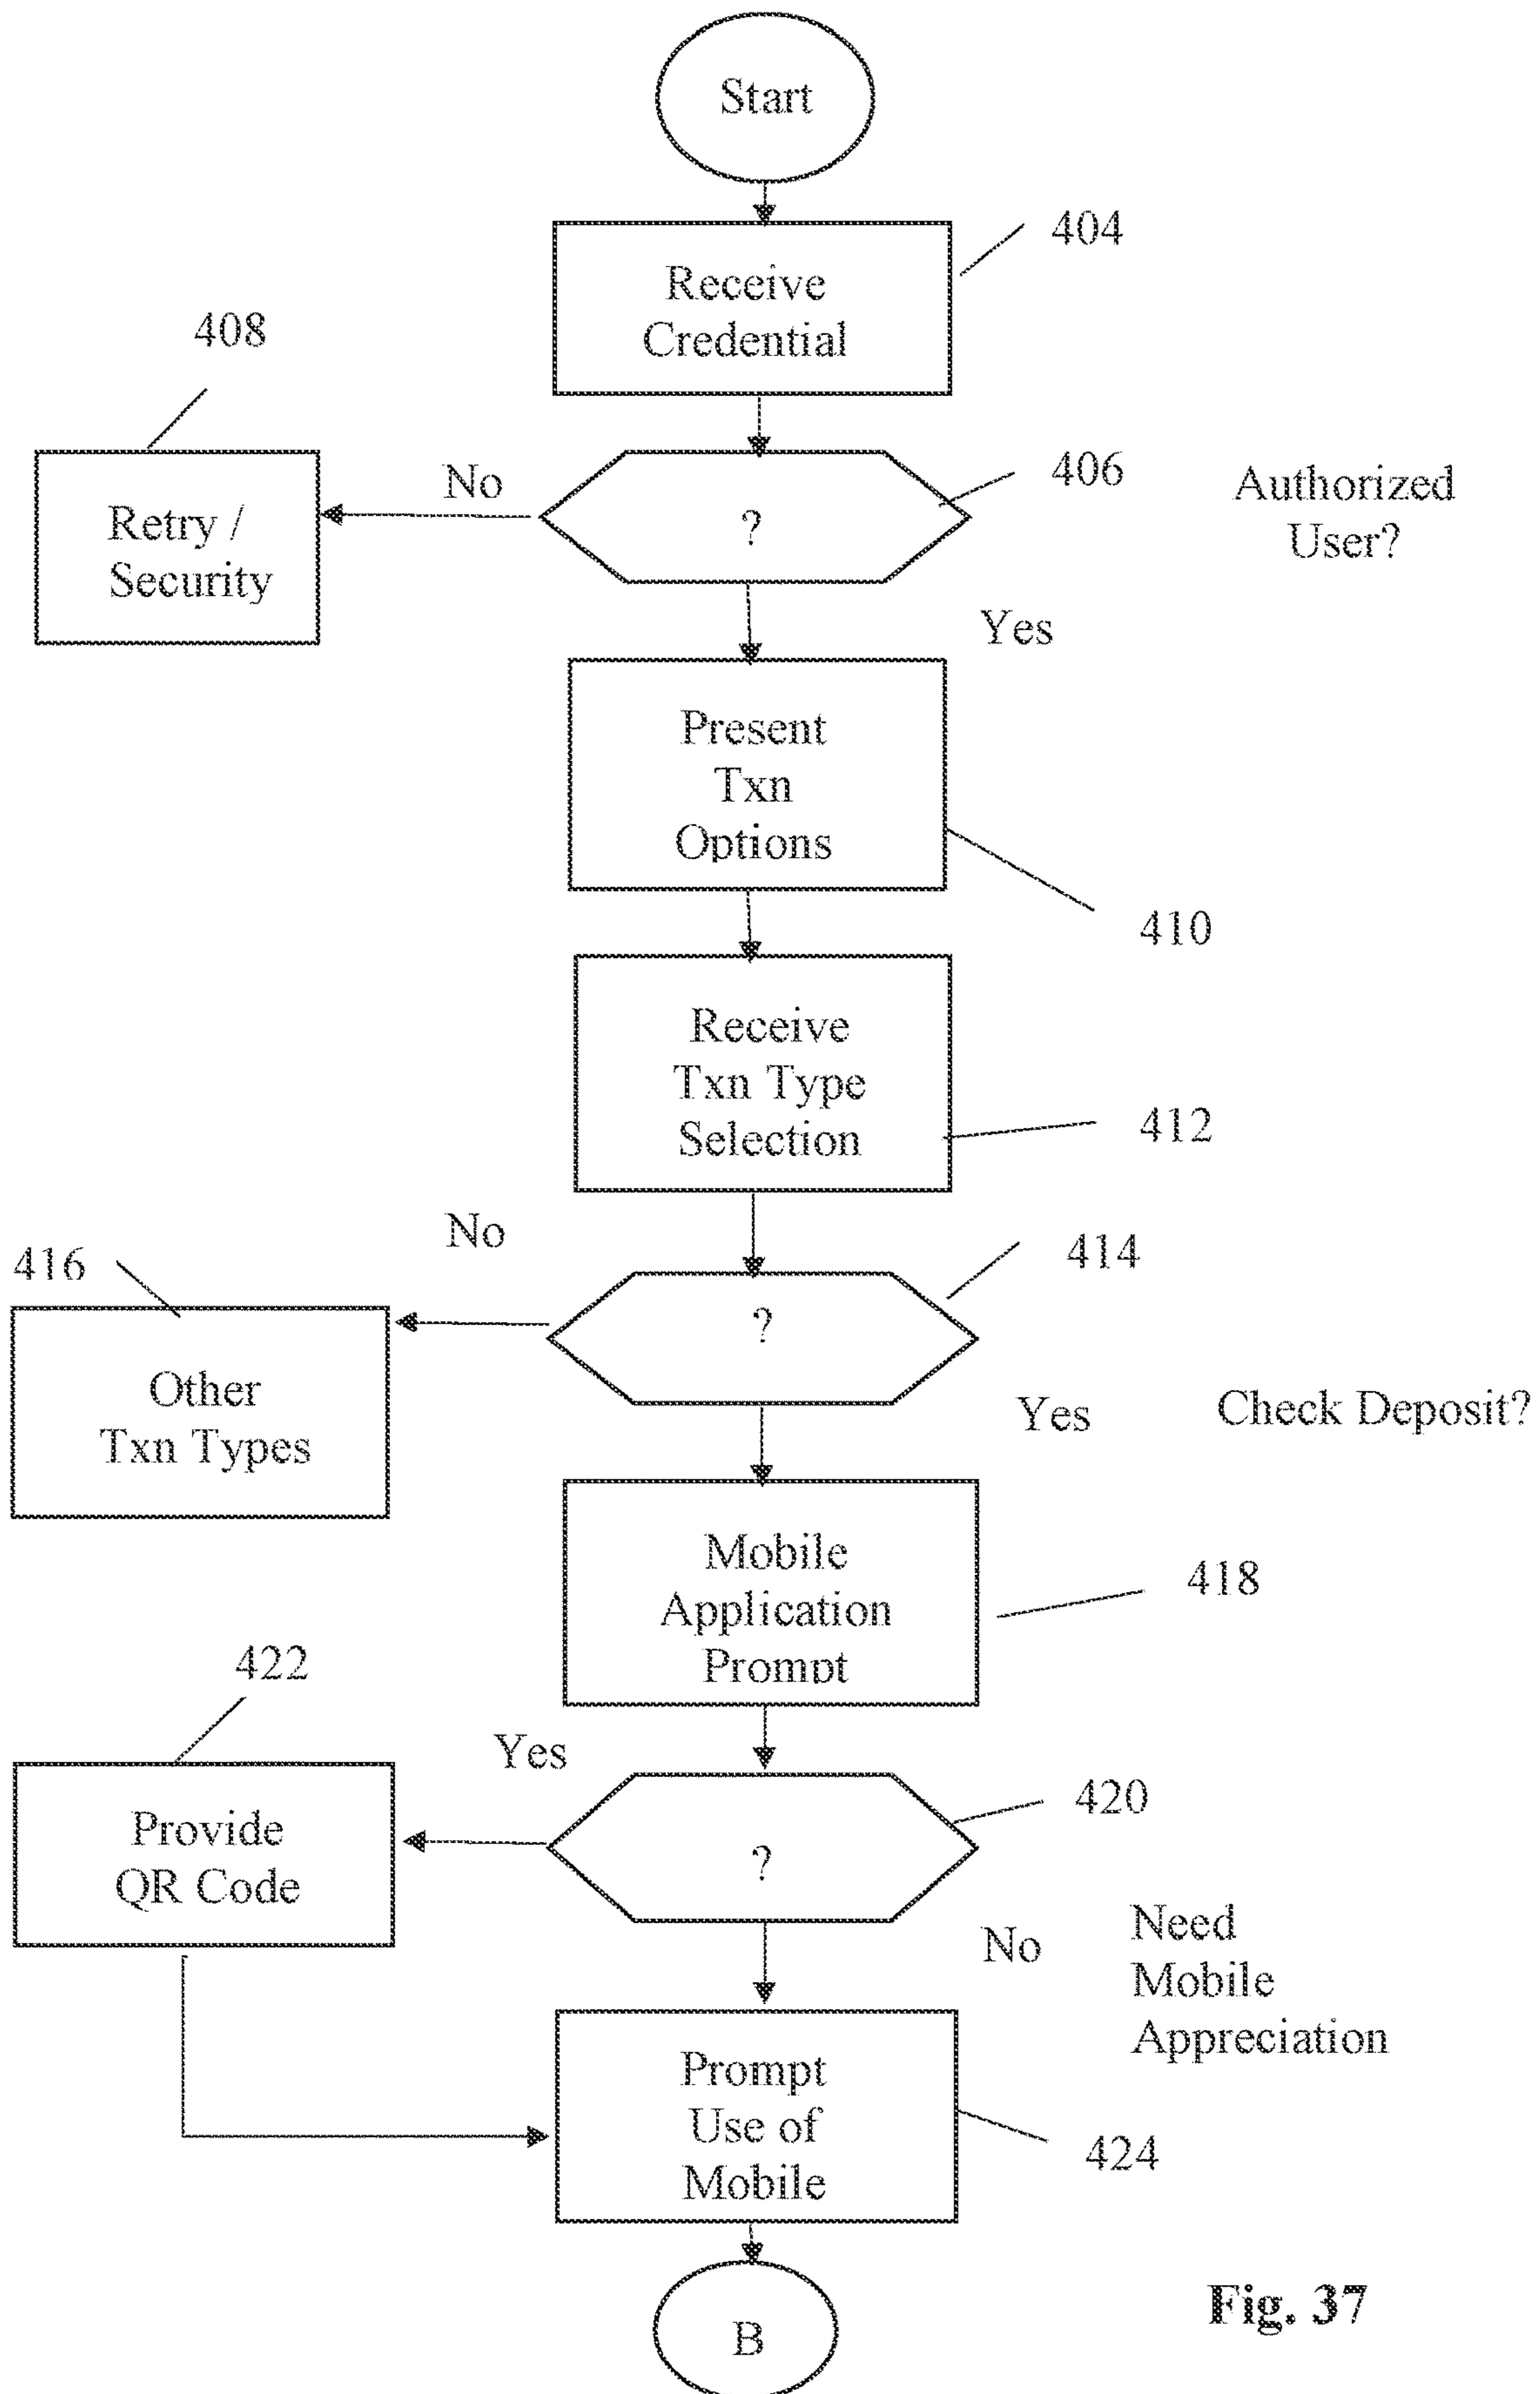 Start
404
Receive
Credential
408
No
406
Authorized
User?
?
Retry /
Security
Yes
Present
Txn
Options
410
Receive
Txn Type
Selection
412
No
414
416
?
Other
Txn Types
Yes
Check Deposit?
Mobile
Application
Prompt
418
422
Yes
420
Provide
QR Code
?
No
Need
Mobile
Appreciation
Prompt
Use of
Mobile
424
B
Fig. 37